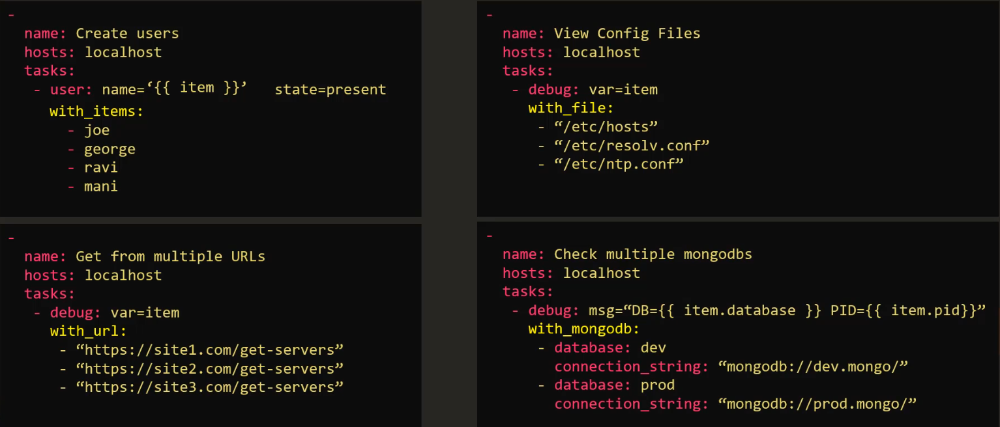 -
name: Create users
hosts: localhost
tasks:
- user: name=‘{{ item }}’ state=present
with_items:
- joe
- george
- ravi
- mani
-
name: View Config Files
hosts: localhost
tasks:
- debug: var=item
with_file:
- “/etc/hosts”
- “/etc/resolv.conf”
- “/etc/ntp.conf”
-
name: Get from multiple URLs
hosts: localhost
tasks:
- debug: var=item
with_url:
- “https://site1.com/get-servers”
- “https://site2.com/get-servers”
- “https://site3.com/get-servers”
-
name: Check multiple mongodbs
hosts: localhost
tasks:
- debug: msg=“DB={{ item.database }} PID={{ item.pid}}”
with_mongodb:
- database: dev
connection_string: “mongodb://dev.mongo/”
- database: prod
connection_string: “mongodb://prod.mongo/”